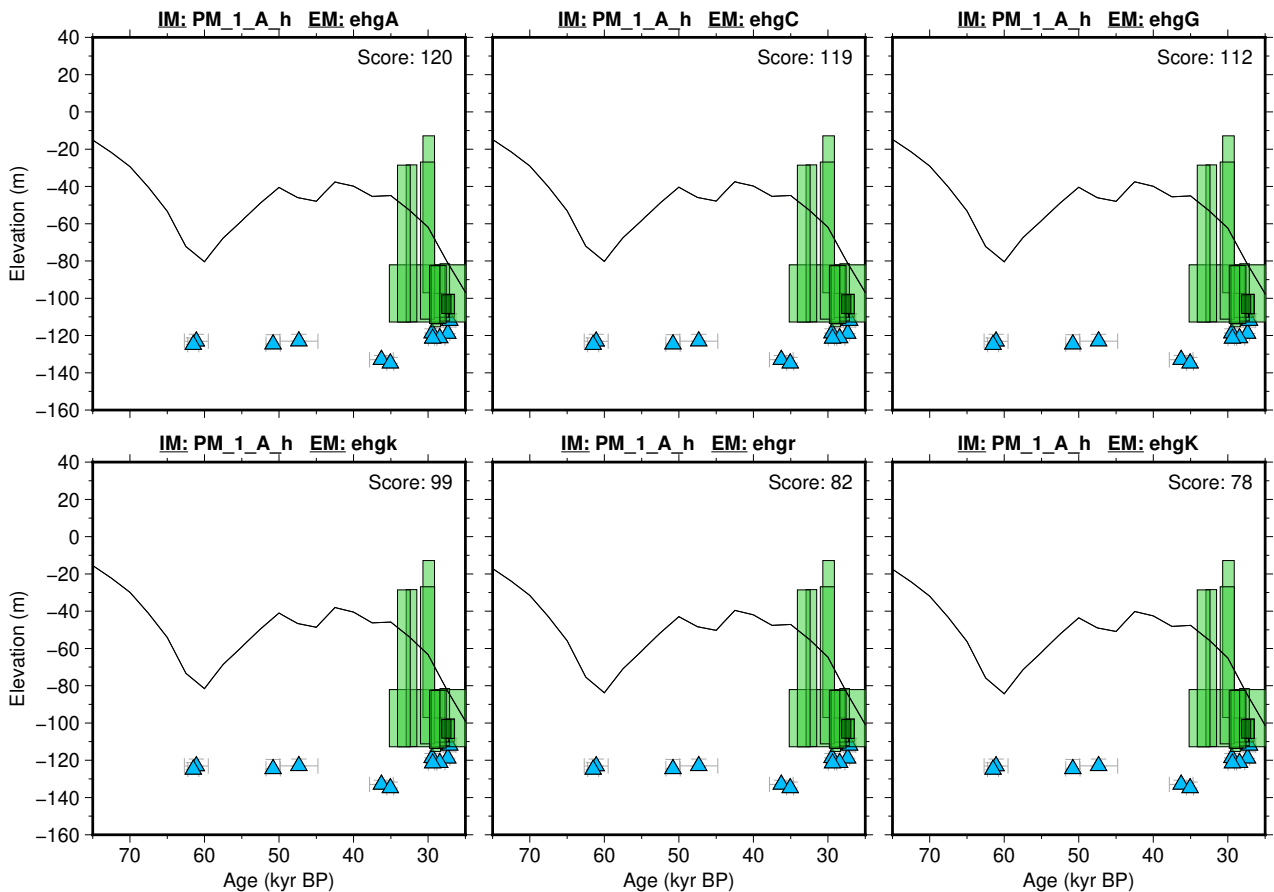 IM: PM_1_A_h EM: ehgA
IM: PM_1_A_h EM: ehgC
IM: PM_1_A_h EM: ehgG
Score: 120
Score: 119
Score: 112
40
20
0
−20
−40
−60
−80
−100
−120
−140
−160
Elevation (m)
IM: PM_1_A_h EM: ehgk
IM: PM_1_A_h EM: ehgr
IM: PM_1_A_h EM: ehgK
Score: 99
Score: 82
Score: 78
40
20
0
−20
−40
−60
−80
−100
−120
−140
−160
Elevation (m)
70 60 50 40 30
70 60 50 40 30
70 60 50 40 30
Age (kyr BP)
Age (kyr BP)
Age (kyr BP)